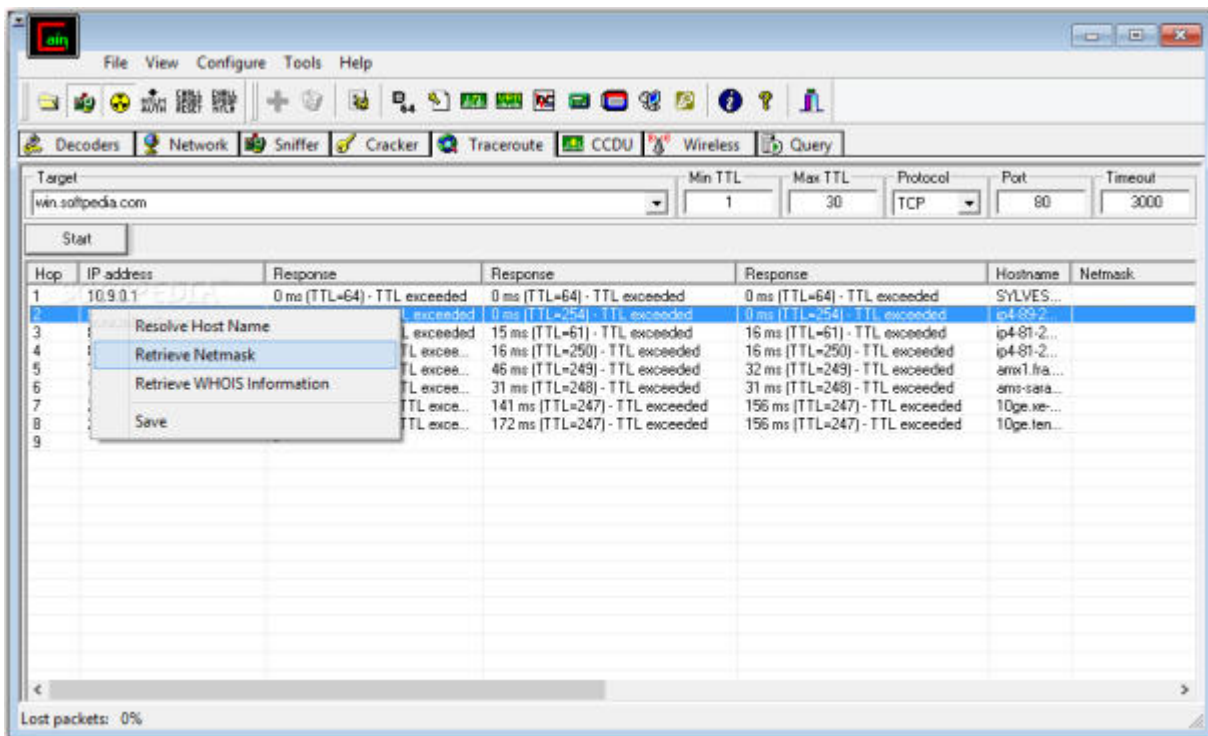 Cain
File View Configure Tools Help
Decoders Network Sniffer Cracker Traceroute CCDU Wireless Query
Target Min TTL Max TTL Protocol Port Timeout
win.softpedia.com 1 30 TCP 80 3000
Start
Hop IP address Response Response Response Hostname Netmask
1 10.9.0.1 0 ms (TTL=64) - TTL exceeded 0 ms (TTL=64) - TTL exceeded 0 ms (TTL=64) - TTL exceeded SYLVES...
2 L exceeded 0 ms (TTL=254) - TTL exceeded 0 ms (TTL=254) - TTL exceeded ip4-89-2...
3 L exceeded 15 ms (TTL=61) - TTL exceeded 16 ms (TTL=61) - TTL exceeded ip4-81-2...
4 TL excee... 16 ms (TTL=250) - TTL exceeded 16 ms (TTL=250) - TTL exceeded ip4-81-2...
5 TL excee... 46 ms (TTL=249) - TTL exceeded 32 ms (TTL=249) - TTL exceeded amx1.fra...
6 TL excee... 31 ms (TTL=248) - TTL exceeded 31 ms (TTL=248) - TTL exceeded ams-sara...
7 TTL exce... 141 ms (TTL=247) - TTL exceeded 156 ms (TTL=247) - TTL exceeded 10ge.xe-...
8 TTL exce... 172 ms (TTL=247) - TTL exceeded 156 ms (TTL=247) - TTL exceeded 10ge.ten...
9
Resolve Host Name
Retrieve Netmask
Retrieve WHOIS Information
Save
Lost packets: 0%